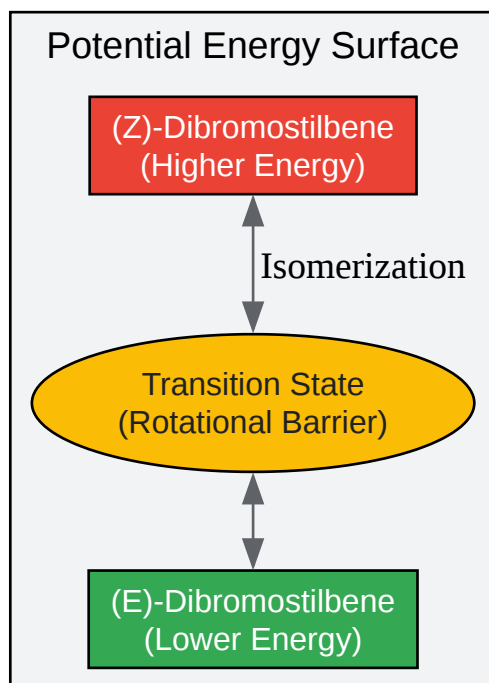 Potential Energy Surface
(Z)-Dibromostilbene
(Higher Energy)
Isomerization
Transition State
(Rotational Barrier)
(E)-Dibromostilbene
(Lower Energy)